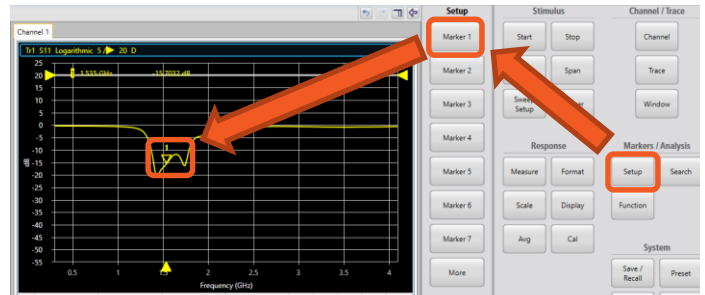 Channel 1
Tr1 S11 Logarithmic 5/ 20 D
1 1.535 GHz -15.7032 dB
25
20
15
10
5
0
-5
-10
-15
-20
-25
-30
-35
-40
-45
-50
-55
dB
1
0.5 1 1.5 2 2.5 3 3.5 4
Frequency (GHz)
Setup
Marker 1
Marker 2
Marker 3
Marker 4
Marker 5
Marker 6
Marker 7
More
Stimulus
Start Stop
Span
Sweep Setup
Response
Measure Format
Scale Display
Avg Cal
Channel / Trace
Channel
Trace
Window
Markers / Analysis
Setup Search
Function
System
Save / Recall Preset